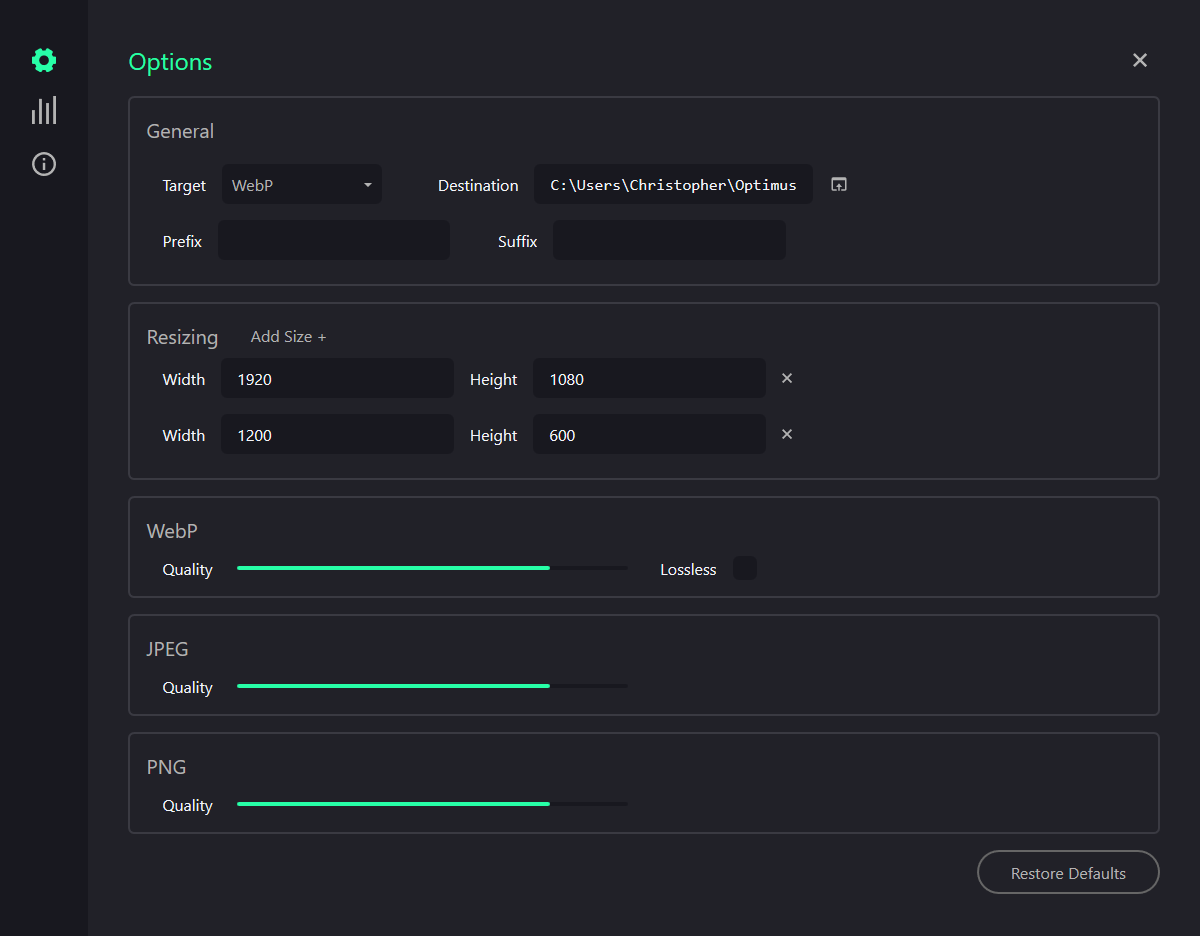 Options
General
Target WebP Destination C:\Users\Christopher\Optimus
Prefix Suffix
Resizing Add Size +
Width 1920 Height 1080
Width 1200 Height 600
WebP
Quality Lossless
JPEG
Quality
PNG
Quality
Restore Defaults